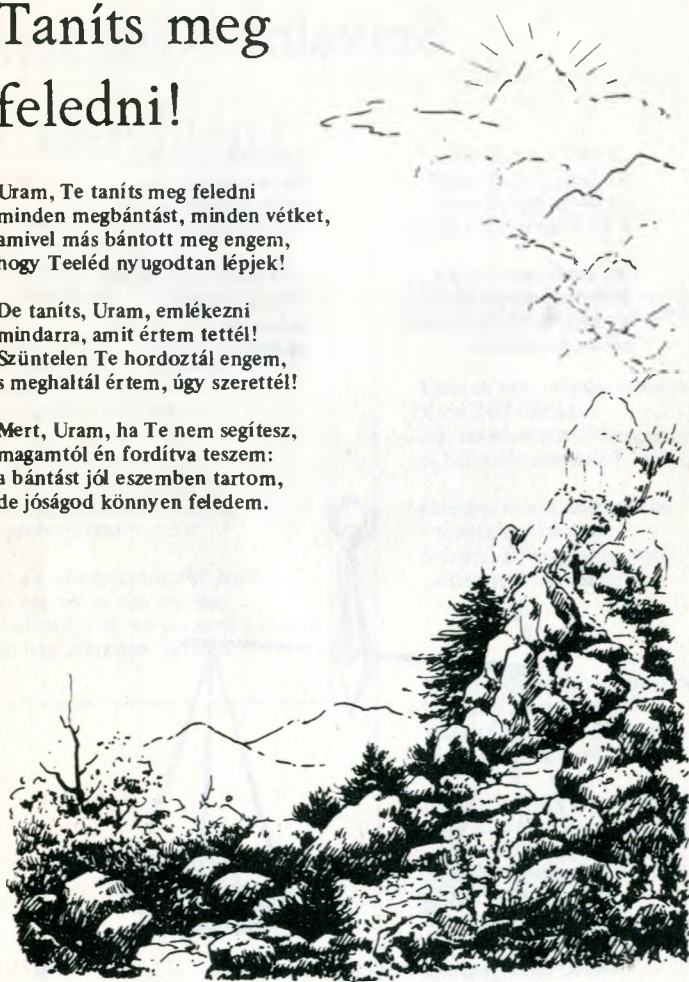 Taníts meg
feledni!
Uram, Te taníts meg feledni
minden megbántást, minden vétket,
amivel más bántott meg engem,
hogy Teeléd nyugodtan lépjek!
De taníts, Uram, emlékezni
mindarra, amit értem tettél!
Szüntelen Te hordoztál engem,
s meghaltál értem, úgy szerettél!
Mert, Uram, ha Te nem segítesz,
magamtól én fordítva teszem:
a bántást jól eszemben tartom,
de jóságod könnyen feledem.